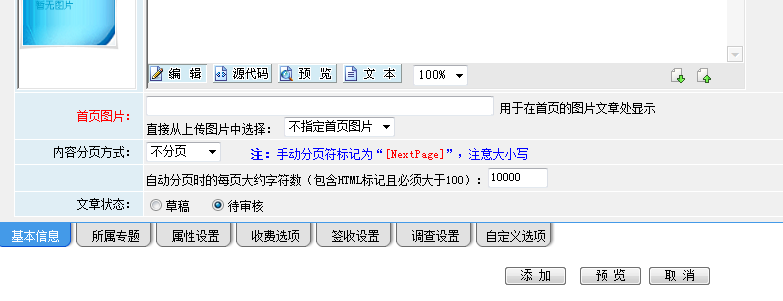 暂无图片
编 辑 源代码 预 览 文 本 100%
首页图片： 用于在首页的图片文章处显示
直接从上传图片中选择： 不指定首页图片
内容分页方式： 不分页 注：手动分页符标记为“[NextPage]”，注意大小写
自动分页时的每页大约字符数（包含HTML标记且必须大于100）： 10000
文章状态： 草稿 待审核
基本信息 所属专题 属性设置 收费选项 签收设置 调查设置 自定义选项
添 加 预 览 取 消